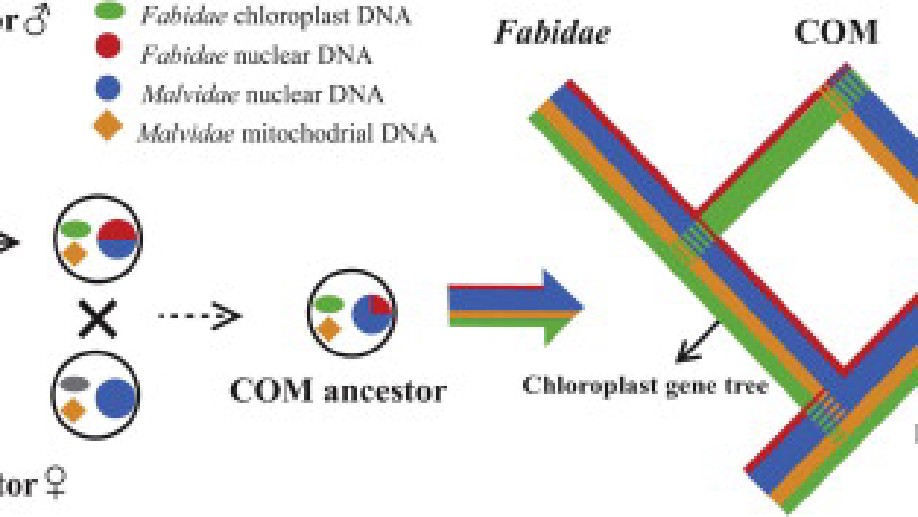 or♂
Fabidae chloroplast DNA
Fabidae nuclear DNA
Malvidae nuclear DNA
Malvidae mitochodrial DNA
Fabidae
COM
COM ancestor
Chloroplast gene tree
tor♀